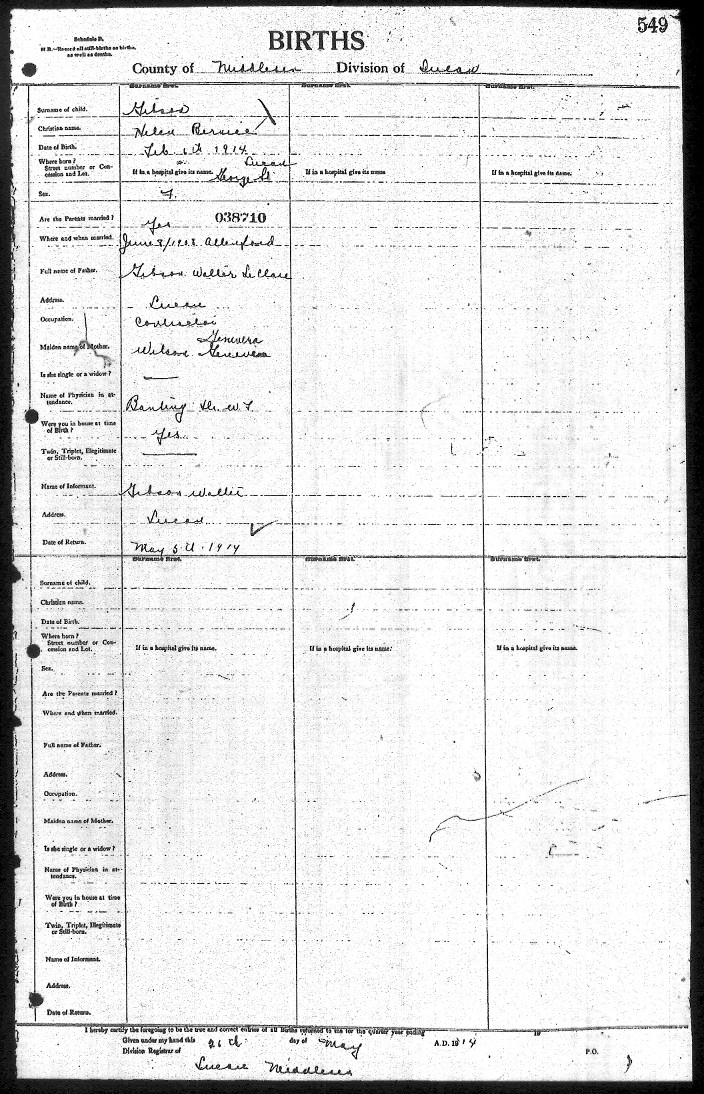 549
Schedule B.
N B.—Record all still-births as births, as well as deaths.
BIRTHS
County of Middlesex Division of Lucan
Surname first. Surname first. Surname first.
Surname of child. Gibson
Christian name. Helen Bernice
Date of Birth. Feb 1914
Where born? Lucan
Street number or Concession and Lot. If in a hospital give its name. George St If in a hospital give its name If in a hospital give its name.
Sex. F.
Are the Parents married? Yes 038710
Where and when married. June 8/1908 Allenford
Full name of Father. Gibson Walter LeClare
Address. Lucan
Occupation. Contractor
Genevera
Maiden name of Mother. Wilson
Is she single or a widow? —
Name of Physician in attendance. Banting Dr. W. T.
Were you in house at time of Birth? Yes
Twin, Triplet, Illegitimate or Still-born. —
Name of Informant. Gibson Walter
Address. Lucan
Date of Return. May 5th 1914
Surname first. Surname first. Surname first.
Surname of child.
Christian name.
Date of Birth.
Where born?
Street number or Concession and Lot. If in a hospital give its name. If in a hospital give its name. If in a hospital give its name.
Sex.
Are the Parents married?
Where and when married.
Full name of Father.
Address.
Occupation.
Maiden name of Mother.
Is she single or a widow?
Name of Physician in attendance.
Were you in house at time of Birth?
Twin, Triplet, Illegitimate or Still-born.
Name of Informant.
Address.
Date of Return.
I hereby certify the foregoing to be the true and correct entries of all Births returned to me for the quarter year ending 19
Given under my hand this 26th day of May A.D. 1914
Division Registrar of P.O.
Lucan Middlesex